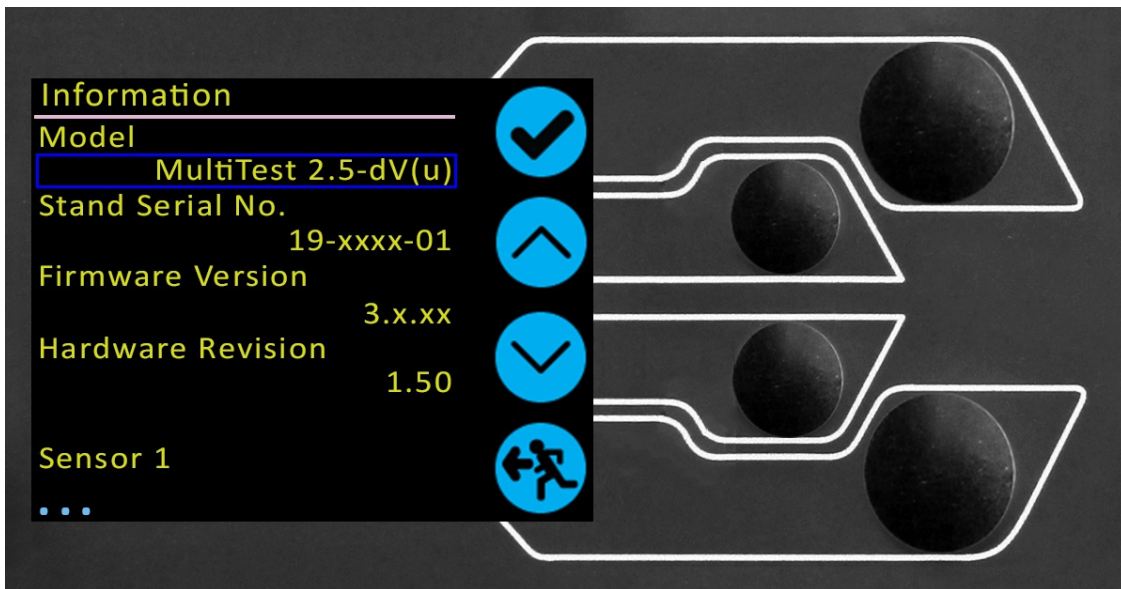 Information
Model
MultiTest 2.5-dV(u)
Stand Serial No.
19-xxxx-01
Firmware Version
3.x.xx
Hardware Revision
1.50
Sensor 1
...